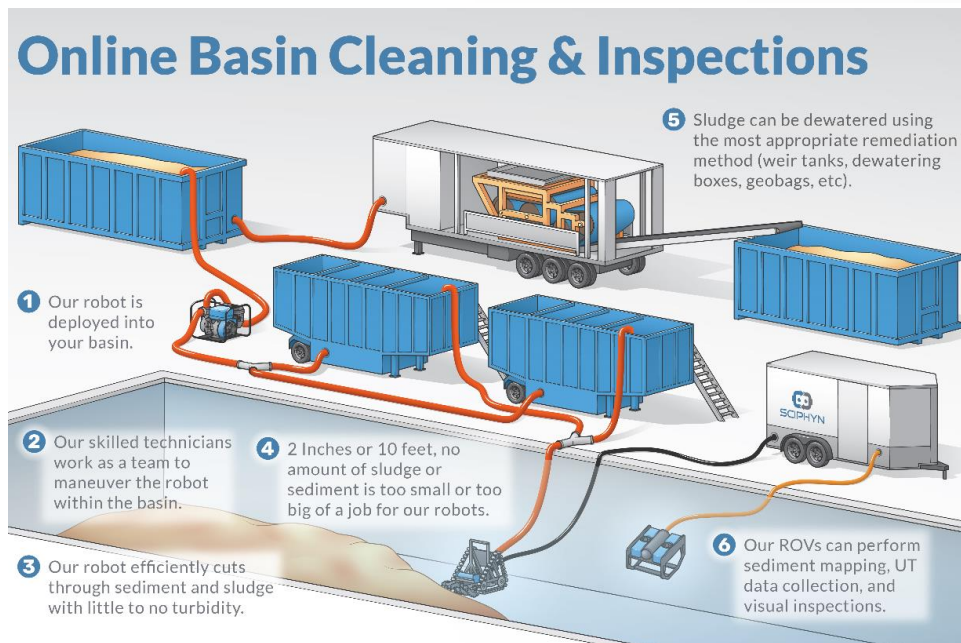 Online Basin Cleaning & Inspections
5 Sludge can be dewatered using
the most appropriate remediation
method (weir tanks, dewatering
boxes, geobags, etc).
1 Our robot is
deployed into
your basin.
SOPHYN
2 Our skilled technicians
work as a team to
maneuver the robot
within the basin.
4 2 Inches or 10 feet, no
amount of sludge or
sediment is too small or too
big of a job for our robots.
3 Our robot efficiently cuts
through sediment and sludge
with little to no turbidity.
6 Our ROVs can perform
sediment mapping, UT
data collection, and
visual inspections.